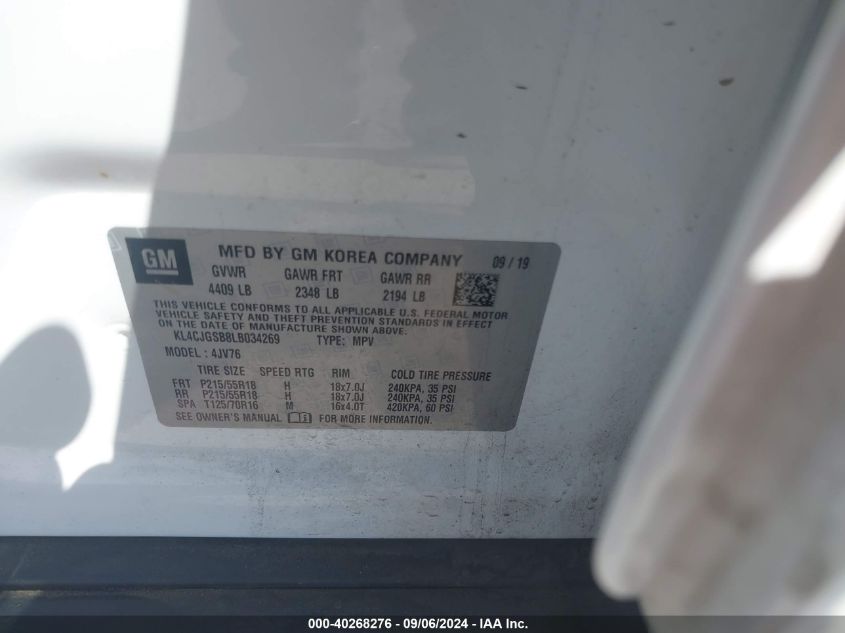 GM
MFD BY GM KOREA COMPANY 09 / 19
GVWR GAWR FRT GAWR RR
4409 LB 2348 LB 2194 LB
THIS VEHICLE CONFORMS TO ALL APPLICABLE U.S. FEDERAL MOTOR
VEHICLE SAFETY AND THEFT PREVENTION STANDARDS IN EFFECT
ON THE DATE OF MANUFACTURE SHOWN ABOVE.
KL4CJGSB8LB034269 TYPE: MPV
MODEL : 4JV76
TIRE SIZE SPEED RTG RIM COLD TIRE PRESSURE
FRT P215/55R18 H 18x7.0J 240KPA, 35 PSI
RR P215/55R18 H 18x7.0J 240KPA, 35 PSI
SPA T125/70R16 M 16x4.0T 420KPA, 60 PSI
SEE OWNER'S MANUAL FOR MORE INFORMATION.
000-40268276 - 09/06/2024 - IAA Inc.